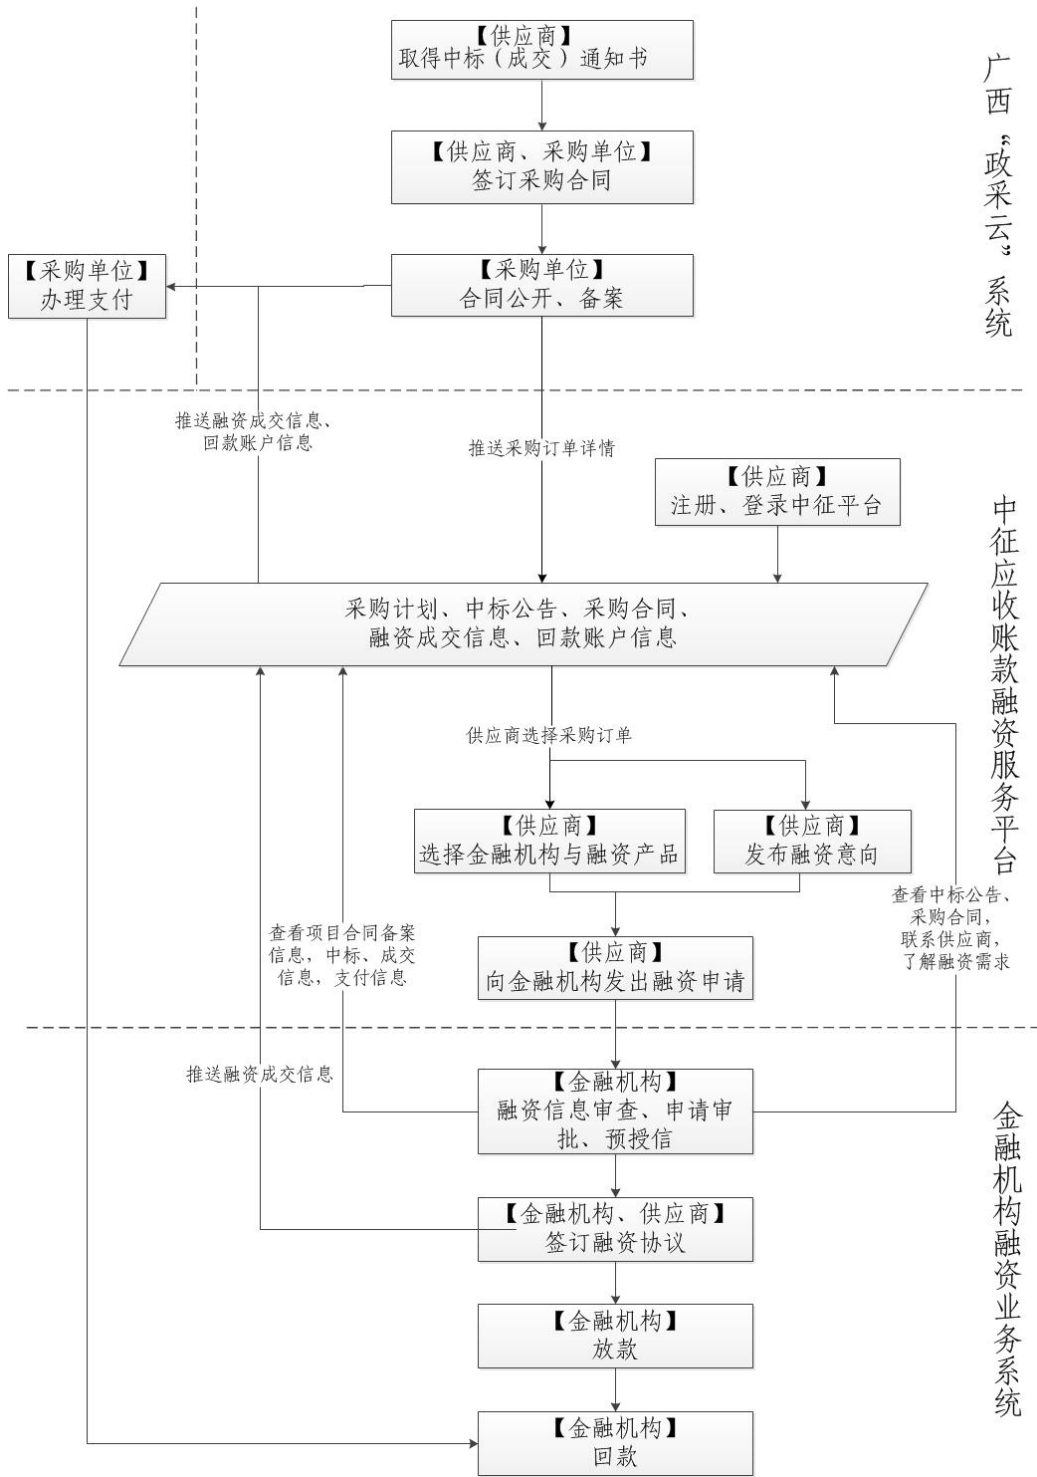 【供应商】
取得中标（成交）通知书
【供应商、采购单位】
签订采购合同
【采购单位】
办理支付
【采购单位】
合同公开、备案
广西“政采云”系统
推送融资成交信息、
回款账户信息
推送采购订单详情
【供应商】
注册、登录中征平台
采购计划、中标公告、采购合同、
融资成交信息、回款账户信息
中征应收账款融资服务平台
供应商选择采购订单
【供应商】
选择金融机构与融资产品
【供应商】
发布融资意向
查看中标公告、
采购合同，
联系供应商，
了解融资需求
查看项目合同备案
信息，中标、成交
信息，支付信息
【供应商】
向金融机构发出融资申请
推送融资成交信息
【金融机构】
融资信息审查、申请审
批、预授信
【金融机构、供应商】
签订融资协议
金融机构融资业务系统
【金融机构】
放款
【金融机构】
回款